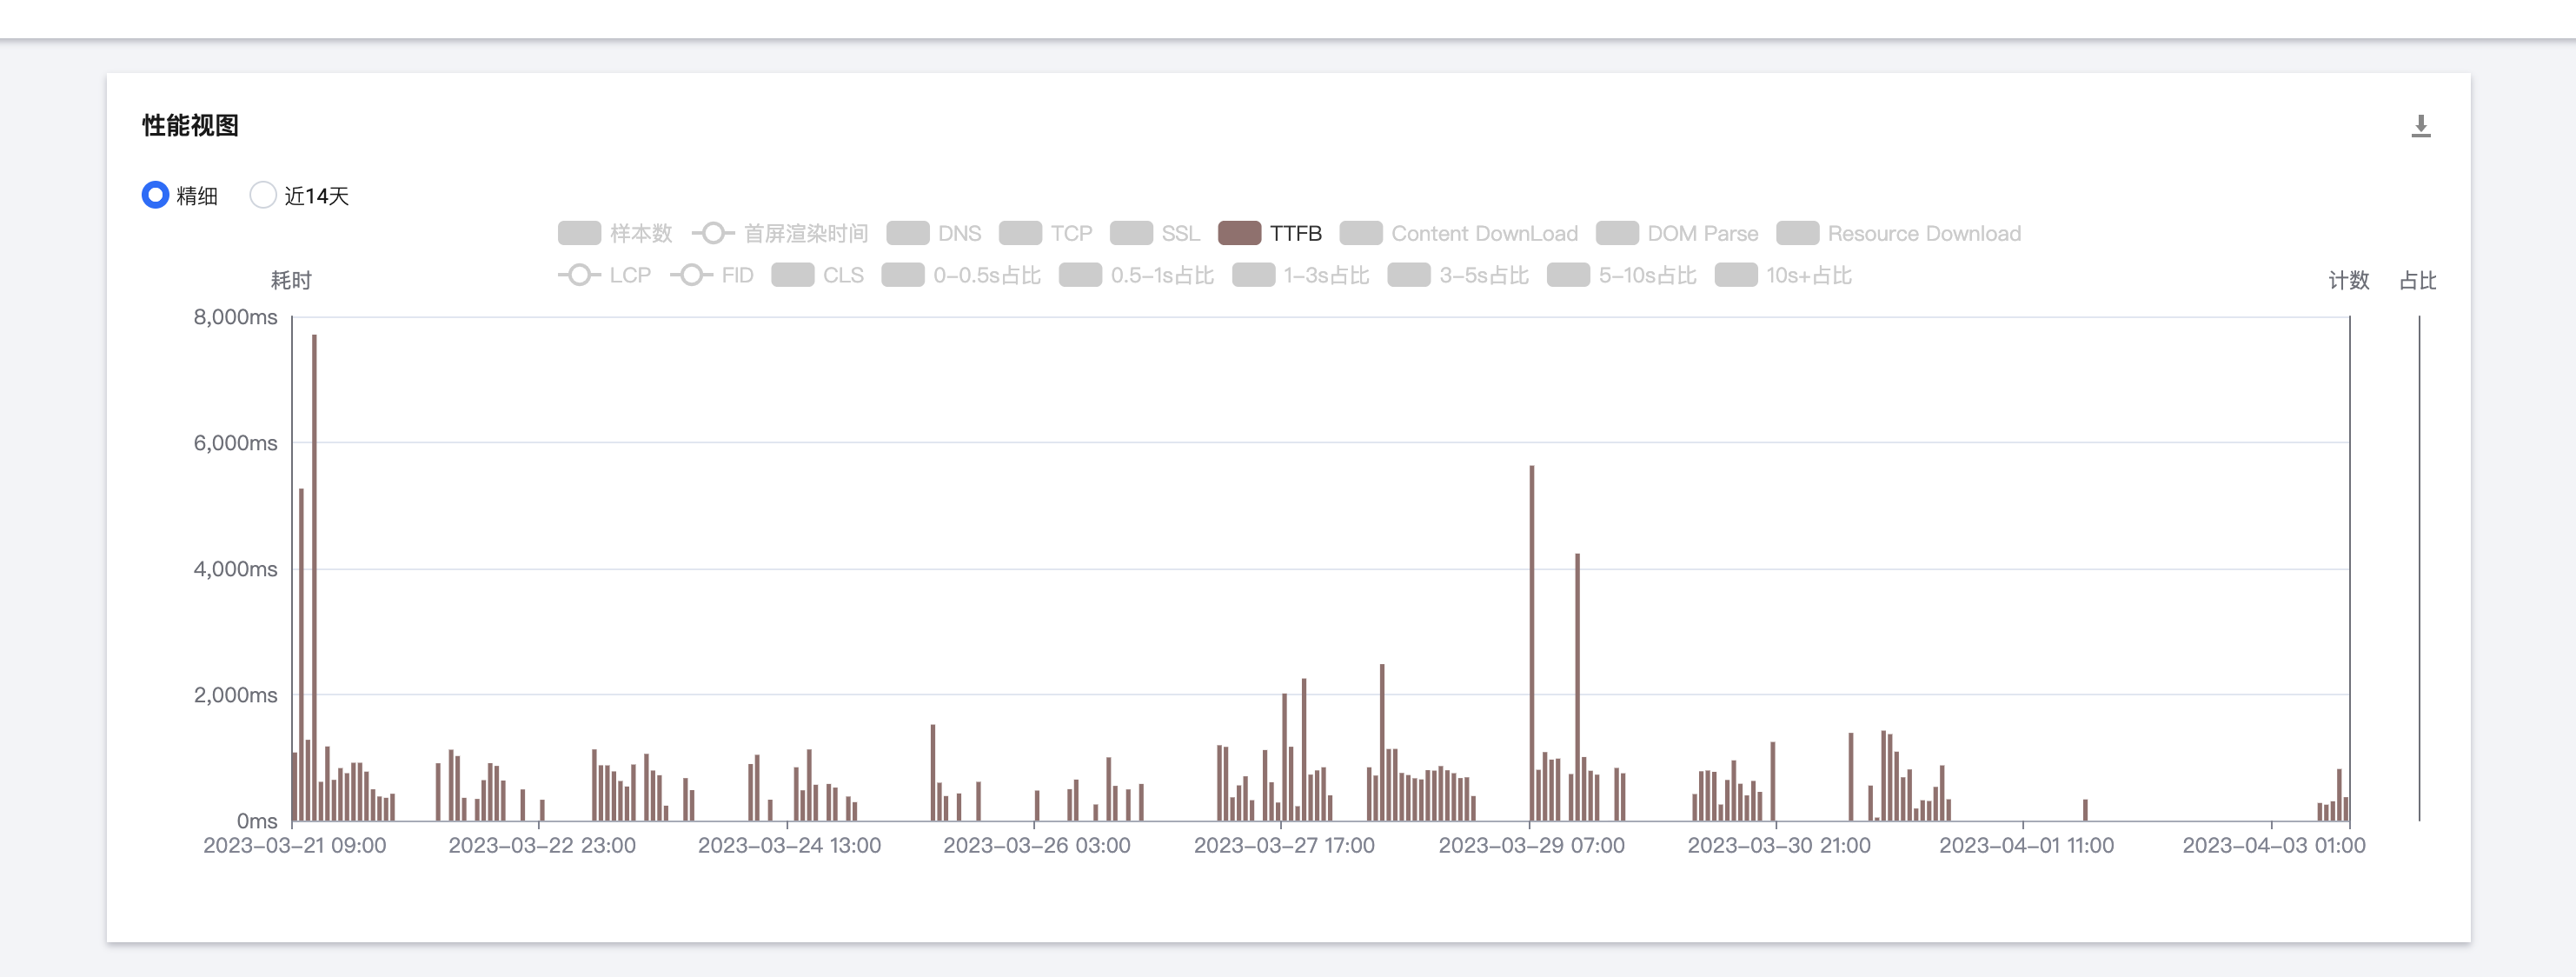 性能视图
精细 近14天
样本数 首屏渲染时间 DNS TCP SSL TTFB Content DownLoad DOM Parse Resource Download
LCP FID CLS 0-0.5s占比 0.5-1s占比 1-3s占比 3-5s占比 5-10s占比 10s+占比
耗时 计数 占比
8,000ms
6,000ms
4,000ms
2,000ms
0ms
2023-03-21 09:00 2023-03-22 23:00 2023-03-24 13:00 2023-03-26 03:00 2023-03-27 17:00 2023-03-29 07:00 2023-03-30 21:00 2023-04-01 11:00 2023-04-03 01:00